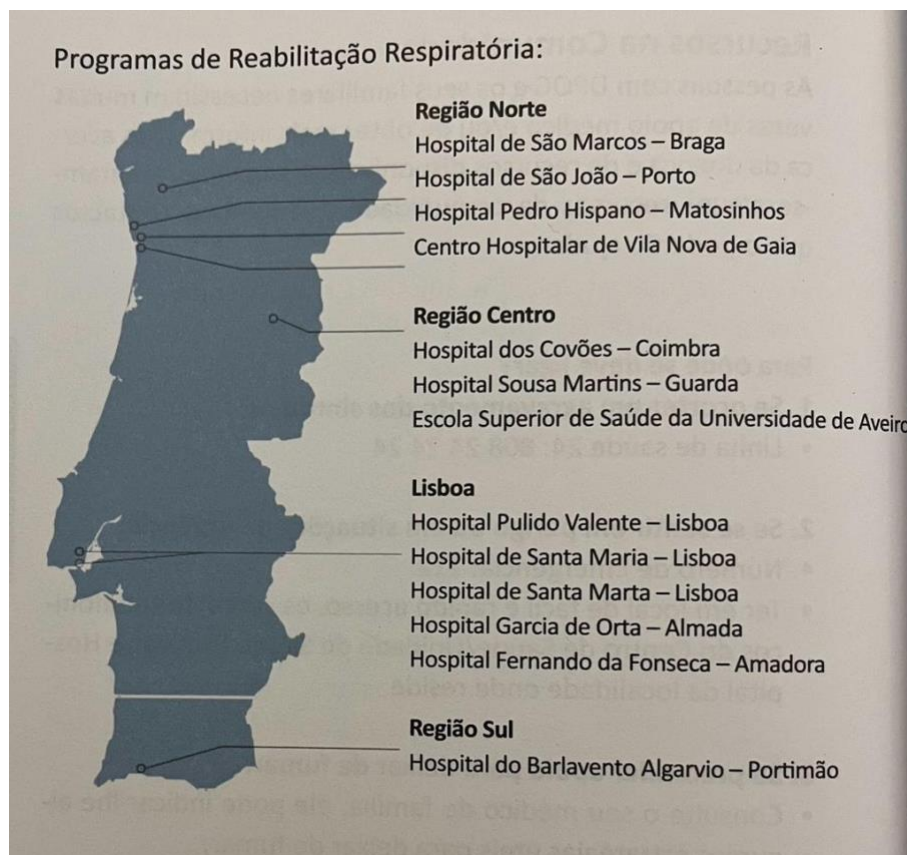 Programas de Reabilitação Respiratória:
Região Norte
Hospital de São Marcos – Braga
Hospital de São João – Porto
Hospital Pedro Hispano – Matosinhos
Centro Hospitalar de Vila Nova de Gaia
Região Centro
Hospital dos Covões – Coimbra
Hospital Sousa Martins – Guarda
Escola Superior de Saúde da Universidade de Aveiro
Lisboa
Hospital Pulido Valente – Lisboa
Hospital de Santa Maria – Lisboa
Hospital de Santa Marta – Lisboa
Hospital Garcia de Orta – Almada
Hospital Fernando da Fonseca – Amadora
Região Sul
Hospital do Barlavento Algarvio – Portimão